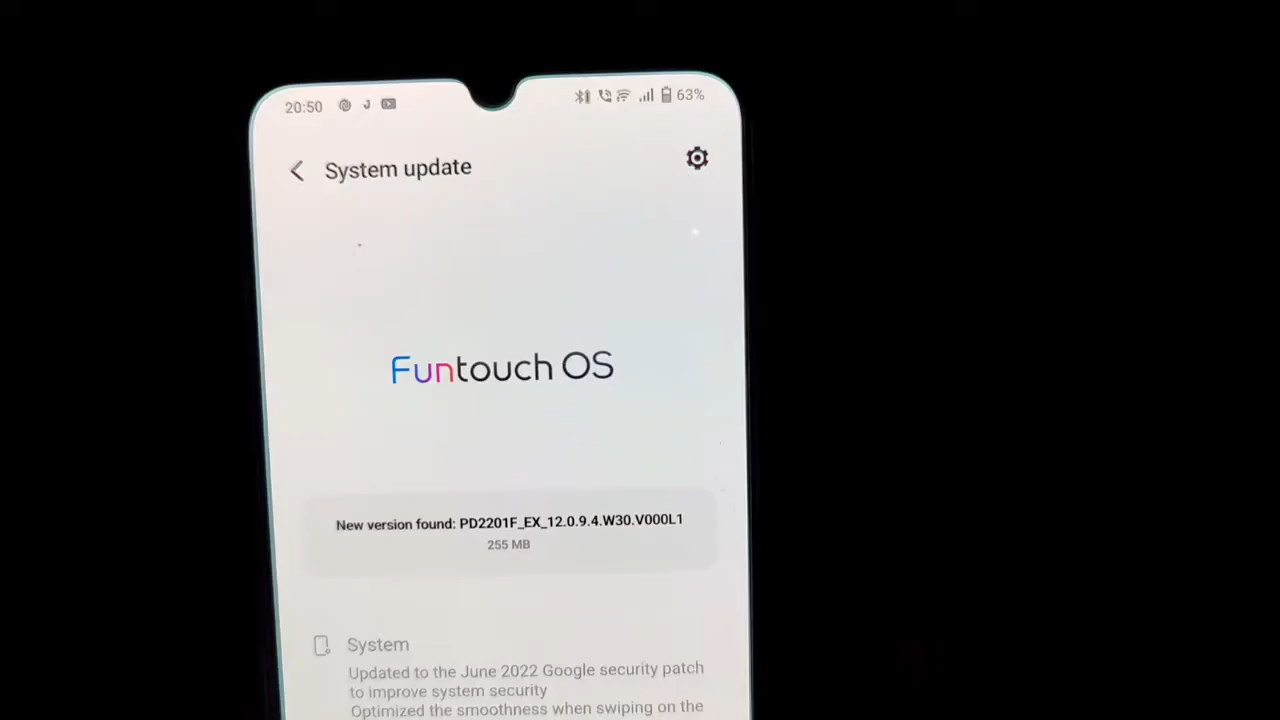 20:50
63%
System update
Funtouch OS
New version found: PD2201F_EX_12.0.9.4.W30.V000L1
255 MB
System
Updated to the June 2022 Google security patch
to improve system security
Optimized the smoothness when swiping on the